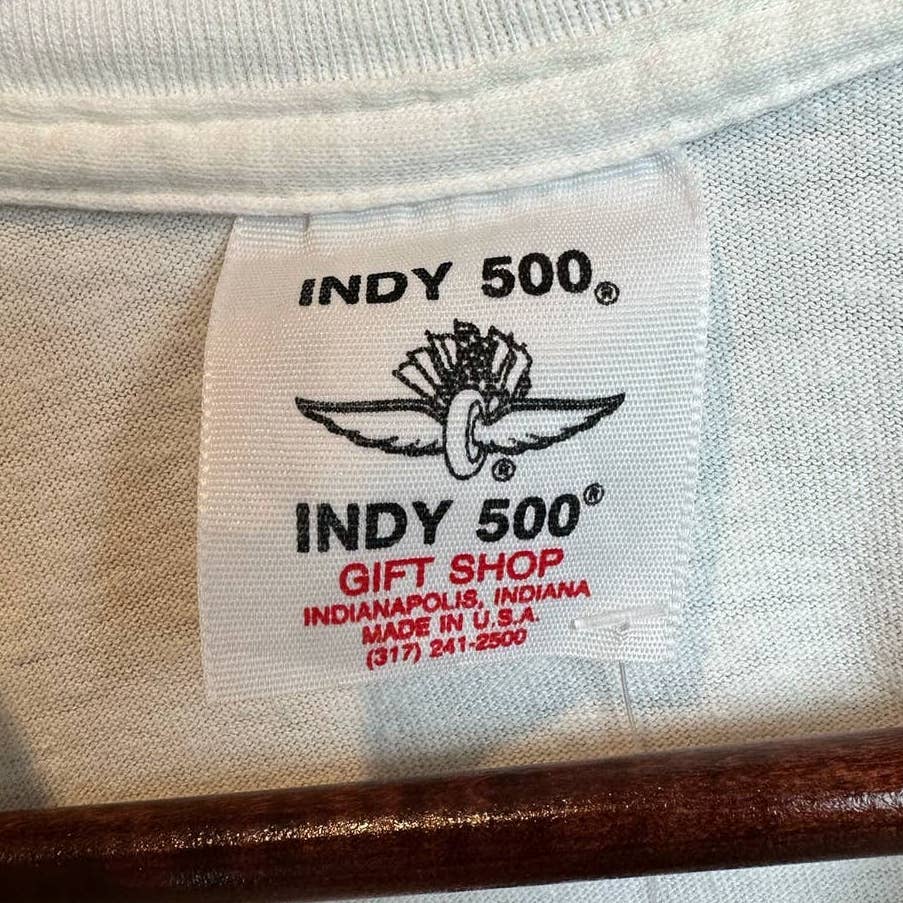 INDY 500®
®
INDY 500®
GIFT SHOP
INDIANAPOLIS, INDIANA
MADE IN U.S.A.
(317) 241-2500